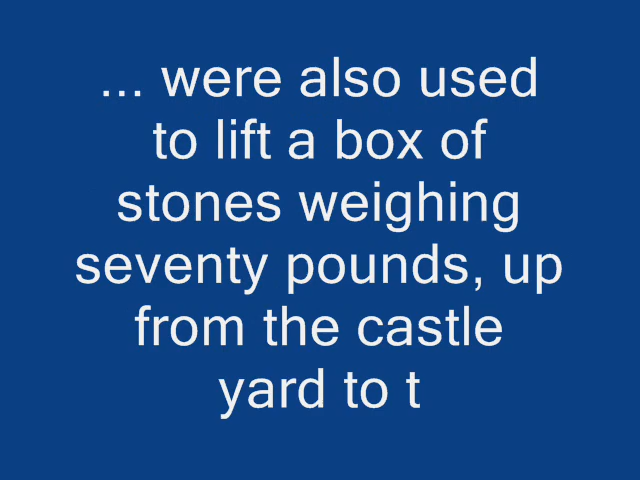 ... were also used
to lift a box of
stones weighing
seventy pounds, up
from the castle
yard to t